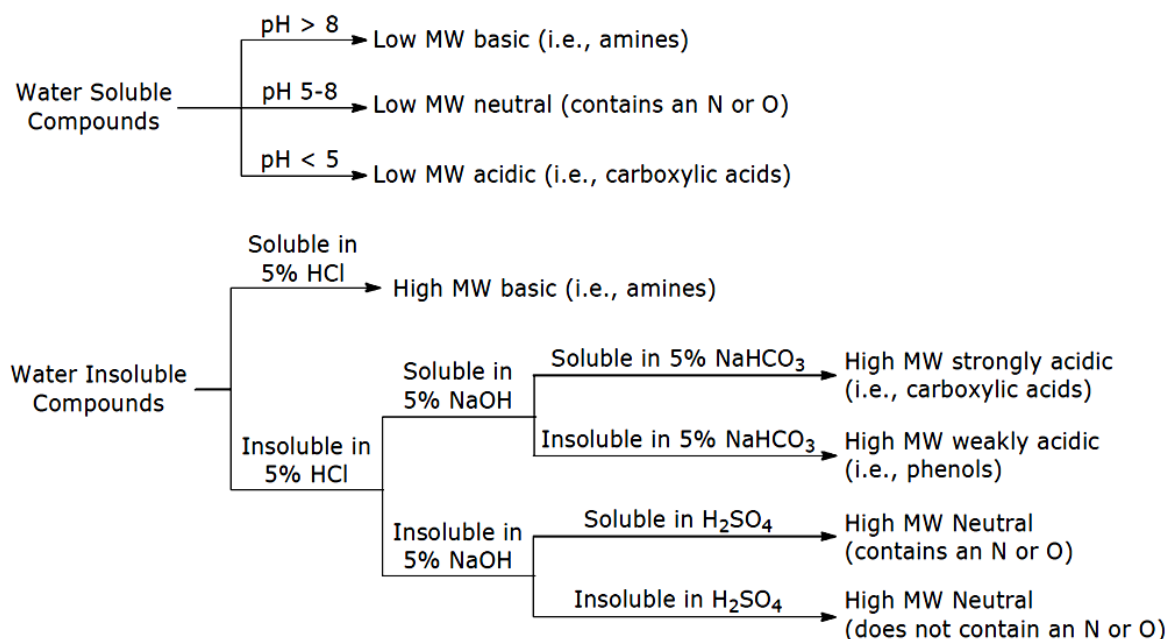 pH > 8
Low MW basic (i.e., amines)
Water Soluble
Compounds
pH 5-8
Low MW neutral (contains an N or O)
pH < 5
Low MW acidic (i.e., carboxylic acids)
Soluble in
5% HCl
High MW basic (i.e., amines)
Water Insoluble
Compounds
Insoluble in
5% HCl
Soluble in
5% NaOH
Soluble in 5% NaHCO₃
High MW strongly acidic
(i.e., carboxylic acids)
Insoluble in 5% NaHCO₃
High MW weakly acidic
(i.e., phenols)
Insoluble in
5% NaOH
Soluble in H₂SO₄
High MW Neutral
(contains an N or O)
Insoluble in H₂SO₄
High MW Neutral
(does not contain an N or O)